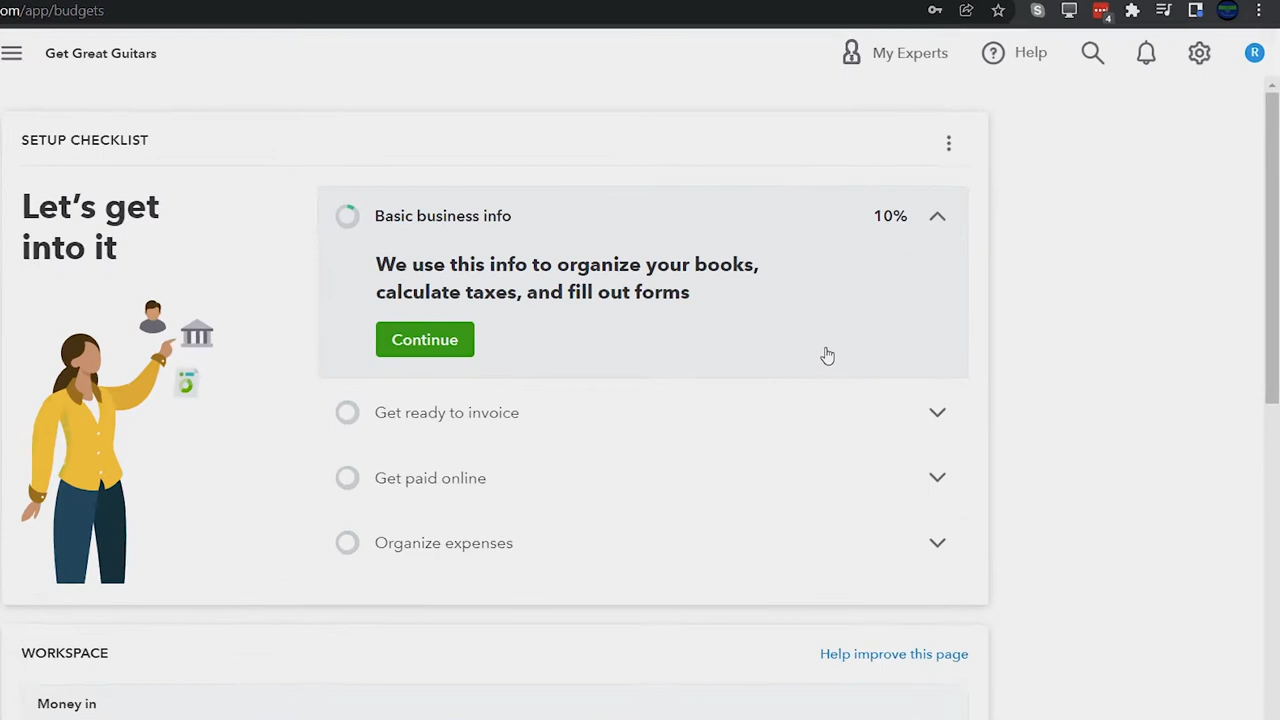 om/app/budgets
4
Get Great Guitars
My Experts
Help
R
SETUP CHECKLIST
Let's get
into it
Basic business info
10%
We use this info to organize your books,
calculate taxes, and fill out forms
Continue
Get ready to invoice
Get paid online
Organize expenses
WORKSPACE
Help improve this page
Money in